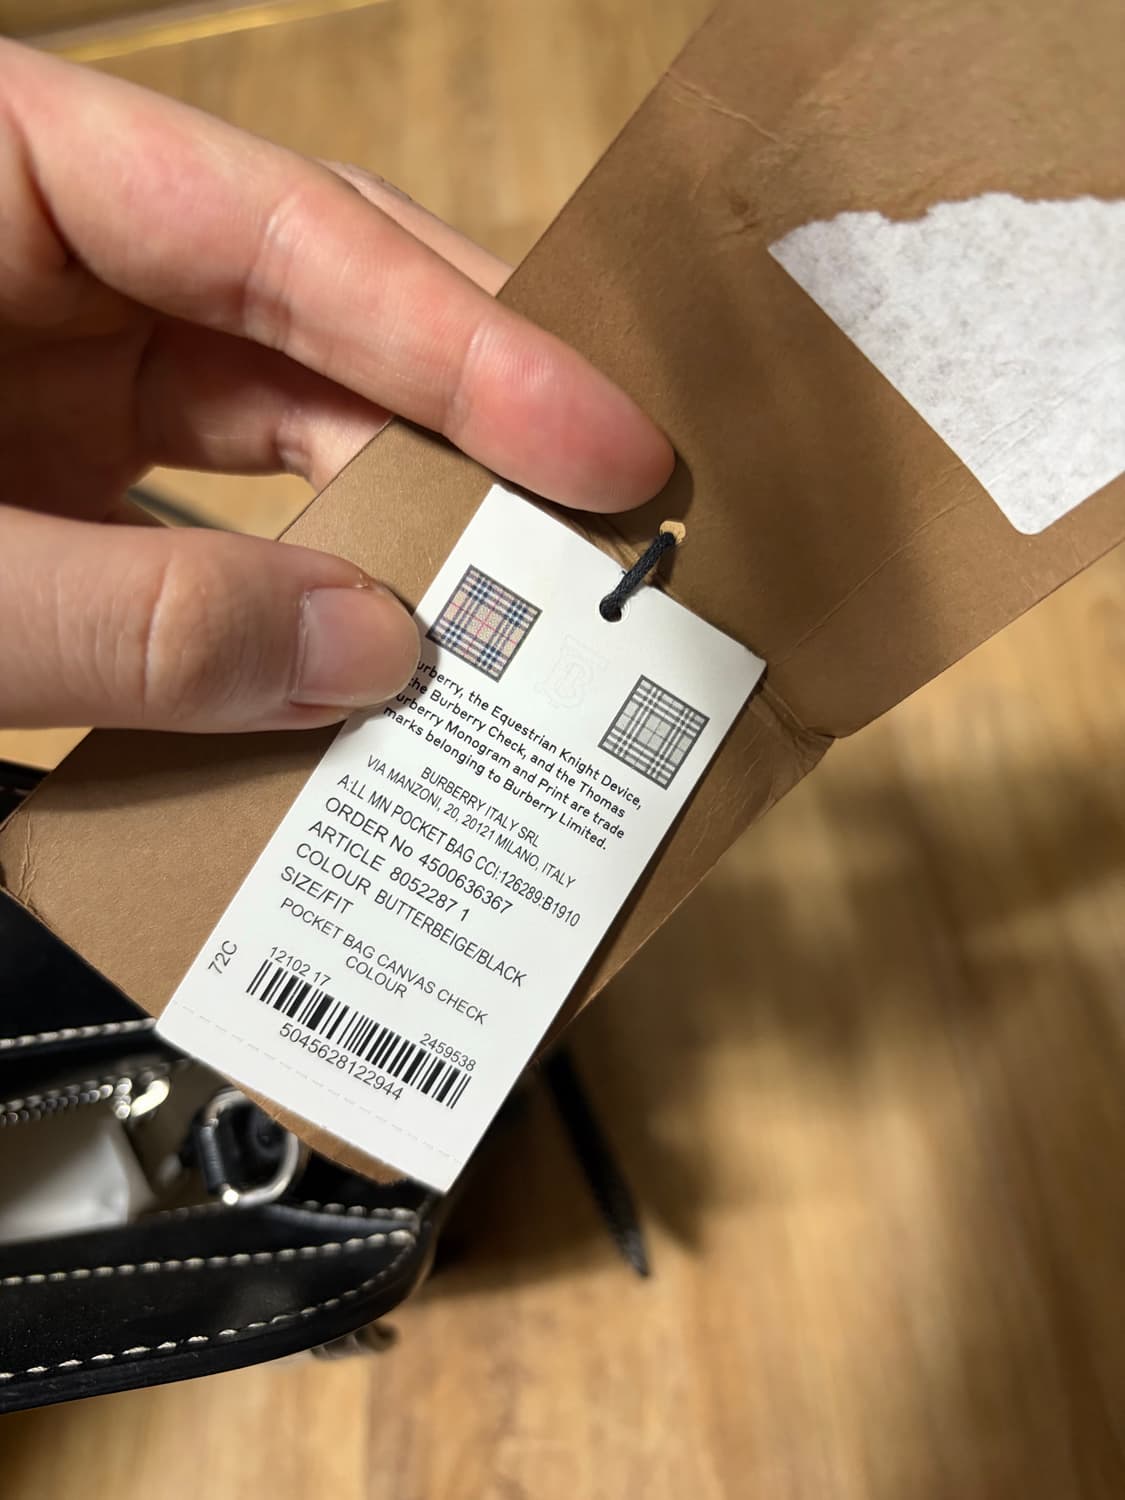 urberry, the Equestrian Knight Device,
the Burberry Check, and the Thomas
urberry Monogram and Print are trade
marks belonging to Burberry Limited.
BURBERRY ITALY SRL
VIA MANZONI, 20, 20121 MILANO, ITALY
A:LL MN POCKET BAG CCI:126289:B1910
ORDER No 4500636367
ARTICLE 8052287 1
COLOUR BUTTERBEIGE/BLACK
SIZE/FIT
POCKET BAG CANVAS CHECK
COLOUR
72C
12102 17
2459538
5045628122944